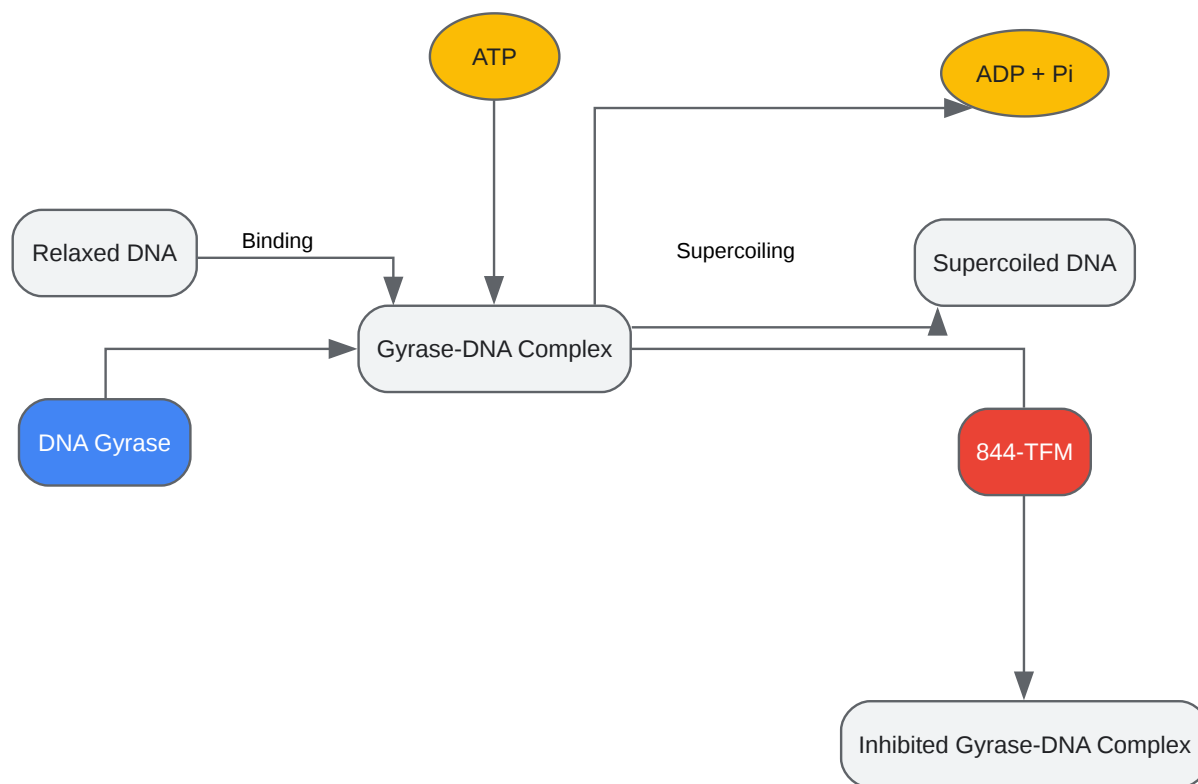 ATP
ADP + Pi
Relaxed DNA
Binding
Supercoiling
Supercoiled DNA
Gyrase-DNA Complex
DNA Gyrase
844-TFM
Inhibited Gyrase-DNA Complex